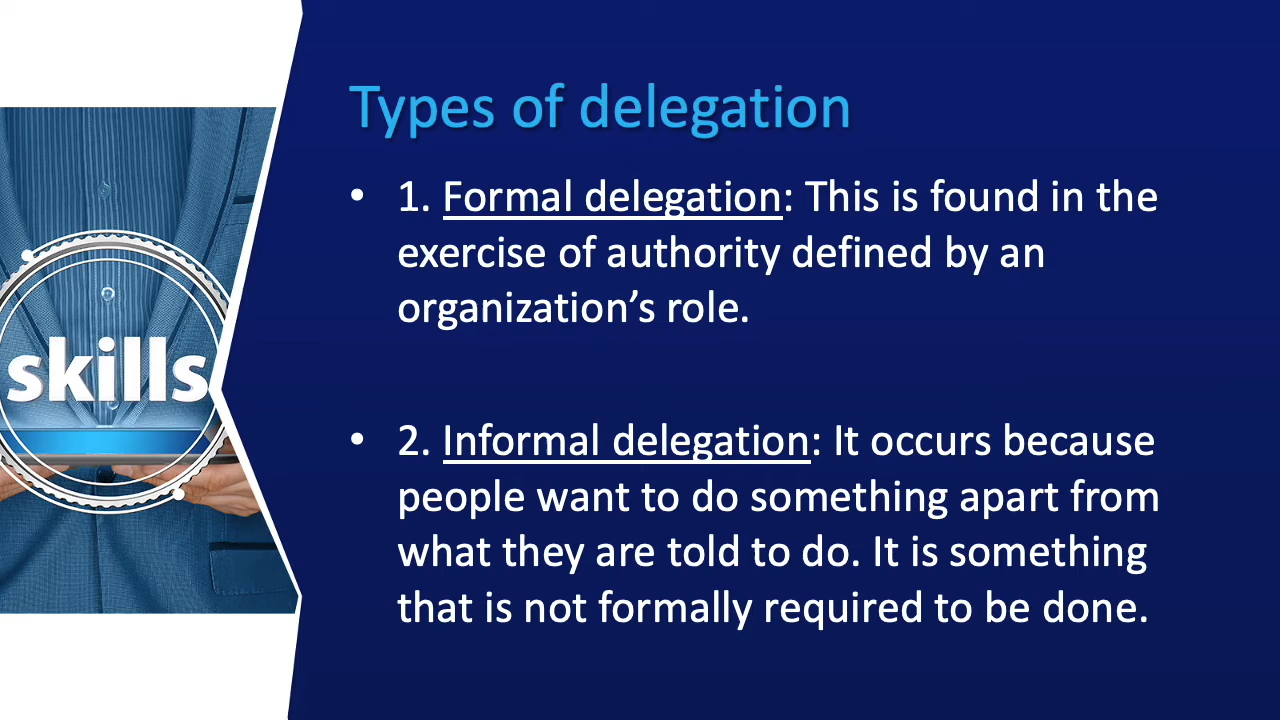 Types of delegation
• 1. Formal delegation: This is found in the
exercise of authority defined by an
organization’s role.
• 2. Informal delegation: It occurs because
people want to do something apart from
what they are told to do. It is something
that is not formally required to be done.
skills